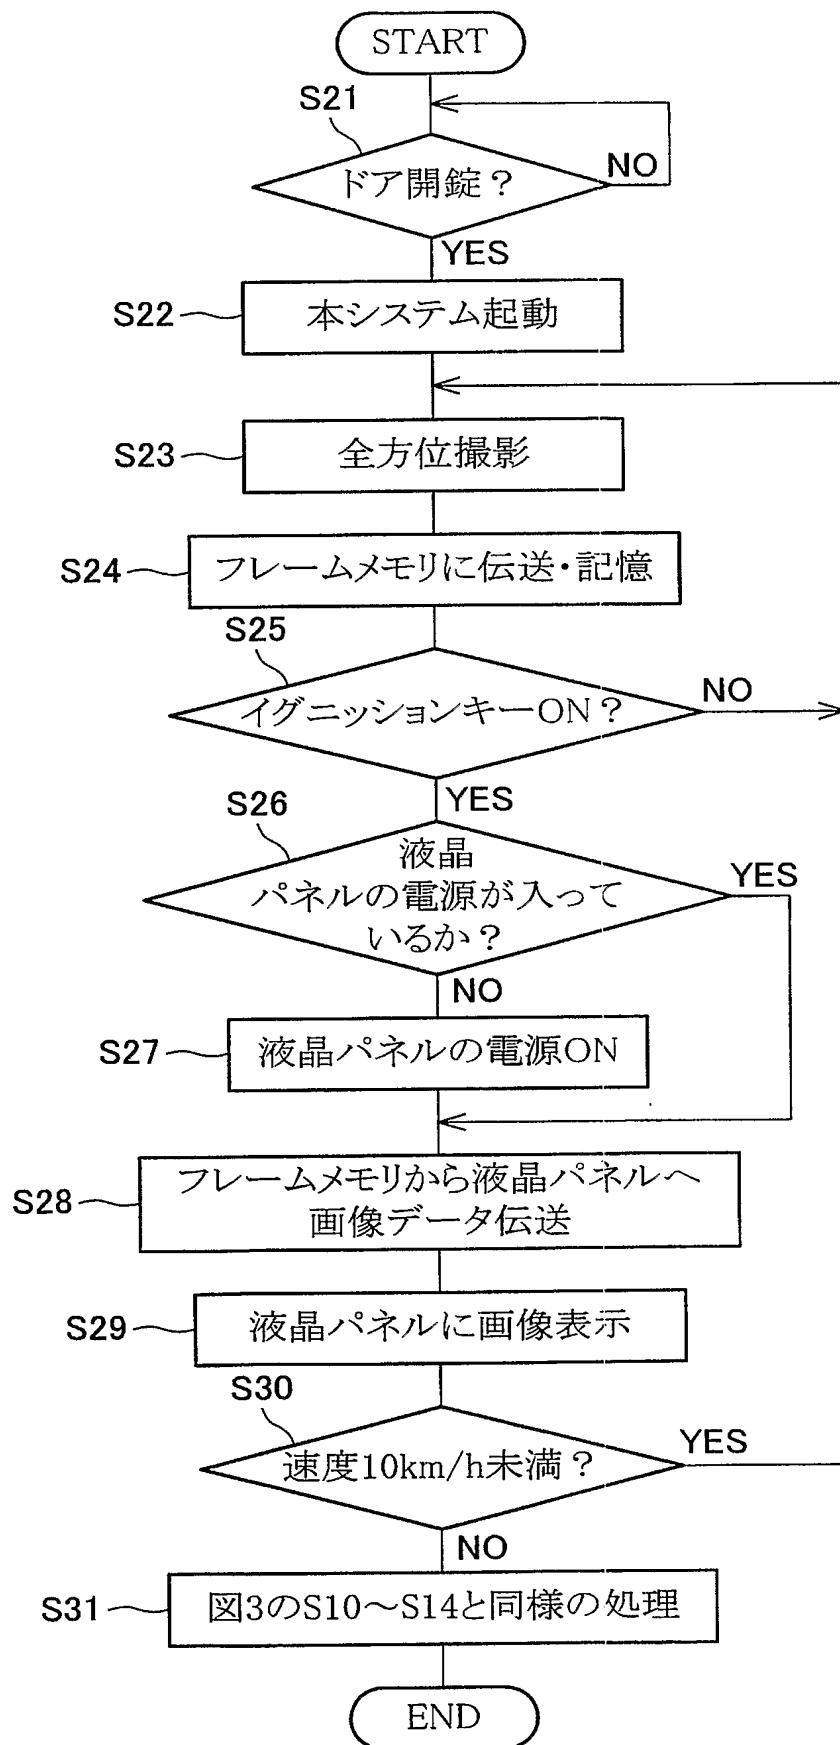 START
S21
ドア開錠？
NO
YES
S22
本システム起動
S23
全方位撮影
S24
フレームメモリに伝送・記憶
S25
イグニッションキーON？
NO
YES
S26
液晶
パネルの電源が入って
いるか？
YES
NO
S27
液晶パネルの電源ON
S28
フレームメモリから液晶パネルへ
画像データ伝送
S29
液晶パネルに画像表示
S30
速度10km/h未満？
YES
NO
S31
図3のS10～S14と同様の処理
END